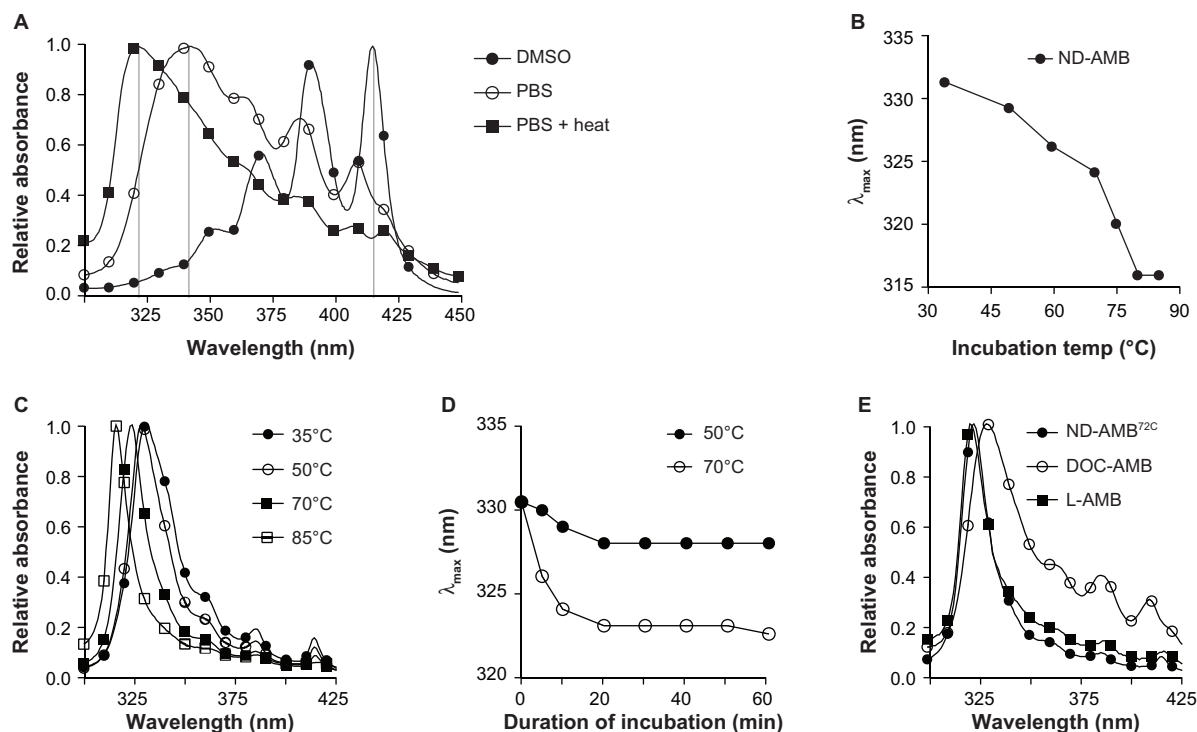 A
Relative absorbance
1.0
0.8
0.6
0.4
0.2
0.0
325
350
375
400
425
450
Wavelength (nm)
DMSO
PBS
PBS + heat
B
λmax (nm)
335
330
325
320
315
30
45
60
75
90
Incubation temp (°C)
ND-AMB
C
Relative absorbance
1.0
0.8
0.6
0.4
0.2
0.0
325
375
425
Wavelength (nm)
35°C
50°C
70°C
85°C
D
λmax (nm)
335
330
325
320
0
20
40
60
Duration of incubation (min)
50°C
70°C
E
Relative absorbance
1.0
0.8
0.6
0.4
0.2
0.0
325
375
400
425
Wavelength (nm)
ND-AMB72C
DOC-AMB
L-AMB